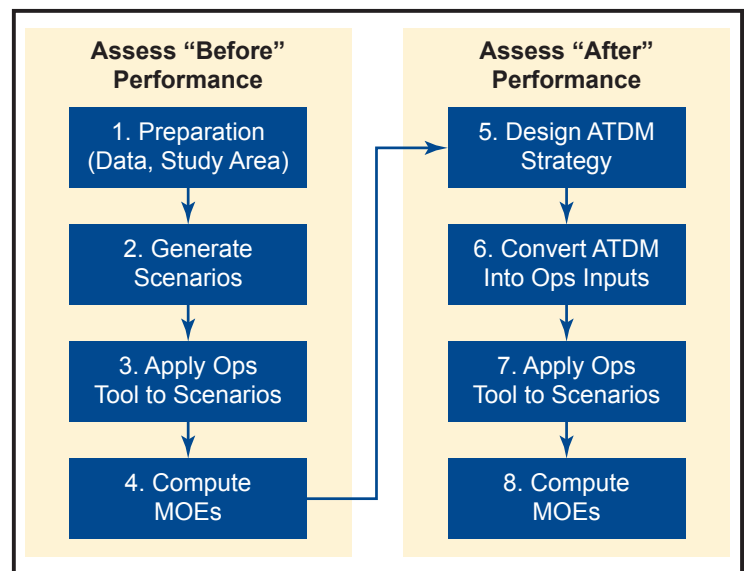 Assess “Before”
Performance
1. Preparation
(Data, Study Area)
2. Generate
Scenarios
3. Apply Ops
Tool to Scenarios
4. Compute
MOEs
Assess “After”
Performance
5. Design ATDM
Strategy
6. Convert ATDM
Into Ops Inputs
7. Apply Ops
Tool to Scenarios
8. Compute
MOEs